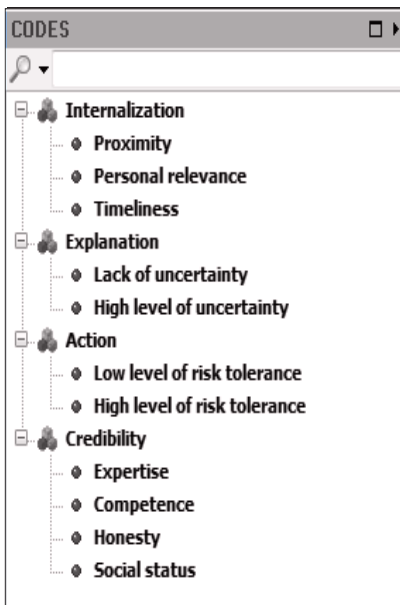 CODES
Internalization
Proximity
Personal relevance
Timeliness
Explanation
Lack of uncertainty
High level of uncertainty
Action
Low level of risk tolerance
High level of risk tolerance
Credibility
Expertise
Competence
Honesty
Social status